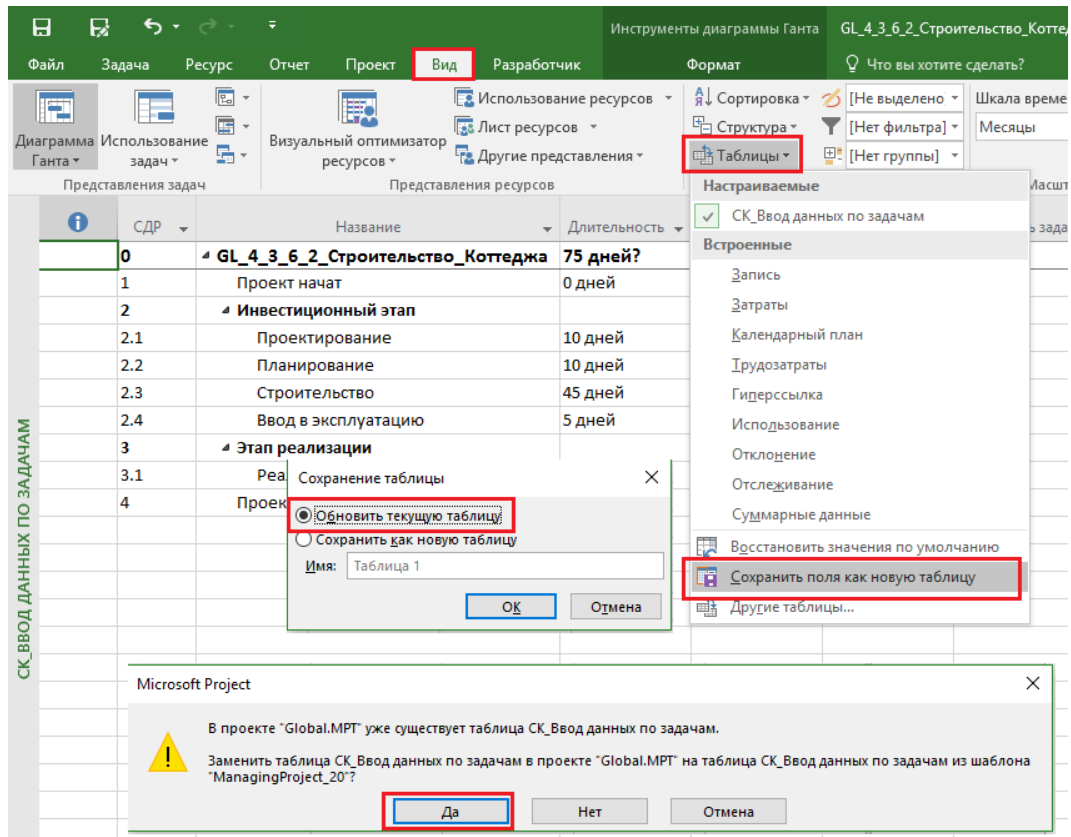 Инструменты диаграммы Ганта
GL_4_3_6_2_Строительство_Котте
Файл Задача Ресурс Отчет Проект Вид Разработчик Формат Что вы хотите сделать?
Диаграмма Ганта
Использование задач
Представления задач
Визуальный оптимизатор ресурсов
Использование ресурсов
Лист ресурсов
Другие представления
Представления ресурсов
Сортировка
Структура
Таблицы
[Не выделено
[Нет фильтра]
[Нет группы]
Шкала време
Месяцы
Масшт
СДР Название Длительность
0 GL_4_3_6_2_Строительство_Коттеджа 75 дней?
1 Проект начат 0 дней
2 Инвестиционный этап
2.1 Проектирование 10 дней
2.2 Планирование 10 дней
2.3 Строительство 45 дней
2.4 Ввод в эксплуатацию 5 дней
3 Этап реализации
3.1 Реа
4 Проек
СК_ВВОД ДАННЫХ ПО ЗАДАЧАМ
Настраиваемые
СК_Ввод данных по задачам
Встроенные
Запись
Затраты
Календарный план
Трудозатраты
Гиперссылка
Использование
Отклонение
Отслеживание
Суммарные данные
Восстановить значения по умолчанию
Сохранить поля как новую таблицу
Другие таблицы...
Сохранение таблицы
Обновить текущую таблицу
Сохранить как новую таблицу
Имя: Таблица 1
ОК Отмена
Microsoft Project
В проекте "Global.MPT" уже существует таблица СК_Ввод данных по задачам.
Заменить таблица СК_Ввод данных по задачам в проекте "Global.MPT" на таблица СК_Ввод данных по задачам из шаблона
"ManagingProject_20"?
Да Нет Отмена